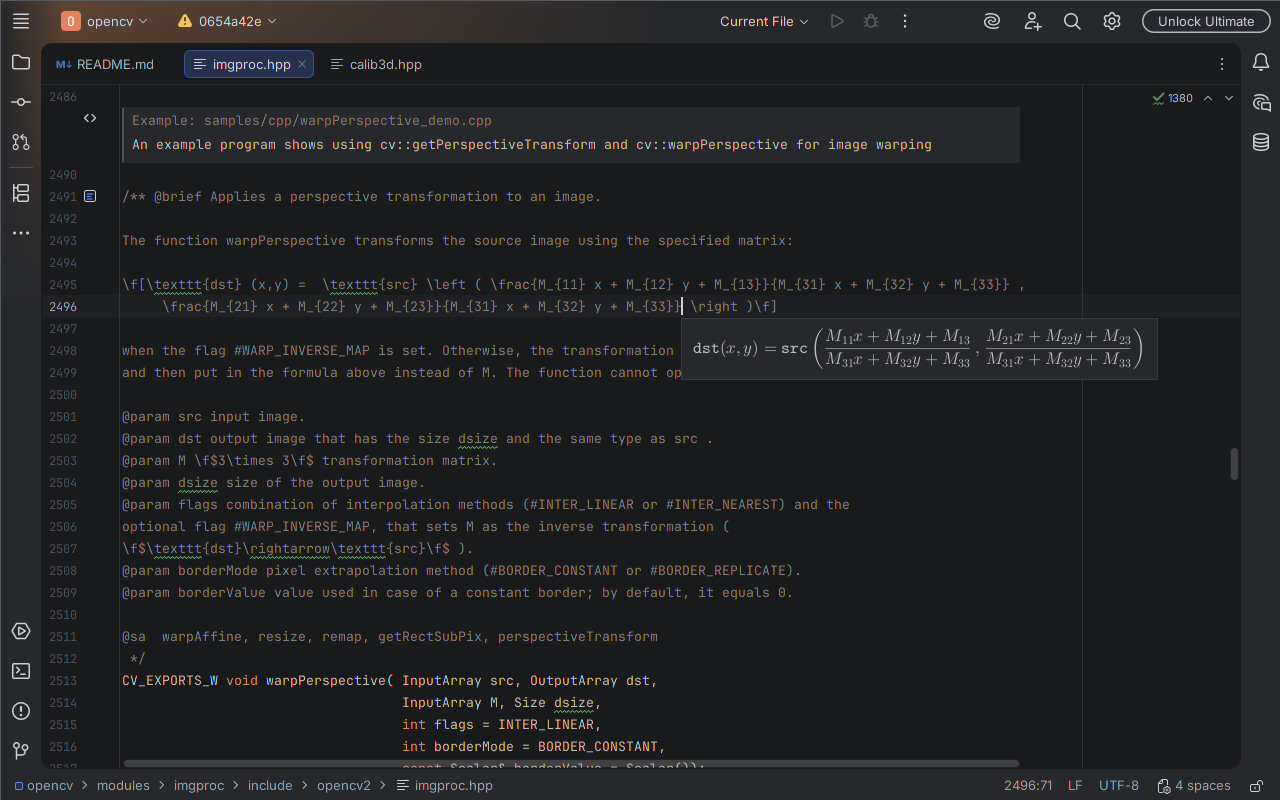 opencv
0654a42e
Current File
Unlock Ultimate
README.md
imgproc.hpp
calib3d.hpp
1380
2486
Example: samples/cpp/warpPerspective_demo.cpp
An example program shows using cv::getPerspectiveTransform and cv::warpPerspective for image warping
2490
2491 /** @brief Applies a perspective transformation to an image.
2492
2493 The function warpPerspective transforms the source image using the specified matrix:
2494
2495 \f[\texttt{dst} (x,y) =  \texttt{src} \left ( \frac{M_{11} x + M_{12} y + M_{13}}{M_{31} x + M_{32} y + M_{33}} ,
2496      \frac{M_{21} x + M_{22} y + M_{23}}{M_{31} x + M_{32} y + M_{33}} \right )\f]
2497
dst(x, y) = src ( M11x + M12y + M13 / M31x + M32y + M33 , M21x + M22y + M23 / M31x + M32y + M33 )
2498 when the flag #WARP_INVERSE_MAP is set. Otherwise, the transformation
2499 and then put in the formula above instead of M. The function cannot op
2500
2501 @param src input image.
2502 @param dst output image that has the size dsize and the same type as src .
2503 @param M \f$3\times 3\f$ transformation matrix.
2504 @param dsize size of the output image.
2505 @param flags combination of interpolation methods (#INTER_LINEAR or #INTER_NEAREST) and the
2506 optional flag #WARP_INVERSE_MAP, that sets M as the inverse transformation (
2507 \f$\texttt{dst}\rightarrow\texttt{src}\f$ ).
2508 @param borderMode pixel extrapolation method (#BORDER_CONSTANT or #BORDER_REPLICATE).
2509 @param borderValue value used in case of a constant border; by default, it equals 0.
2510
2511 @sa  warpAffine, resize, remap, getRectSubPix, perspectiveTransform
2512  */
2513 CV_EXPORTS_W void warpPerspective( InputArray src, OutputArray dst,
2514                                    InputArray M, Size dsize,
2515                                    int flags = INTER_LINEAR,
2516                                    int borderMode = BORDER_CONSTANT,
2517                                    const Scalar& borderValue = Scalar());
opencv > modules > imgproc > include > opencv2 > imgproc.hpp
2496:71 LF UTF-8 4 spaces